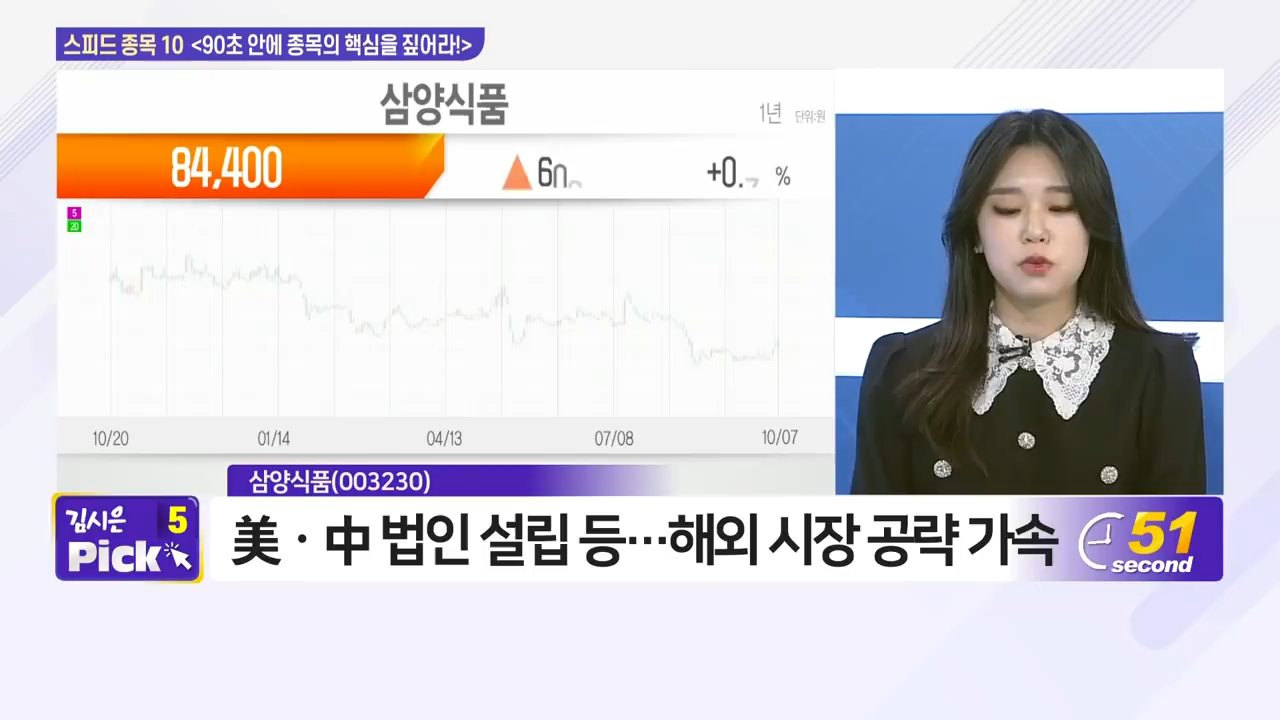 스피드 종목 10 <90초 안에 종목의 핵심을 짚어라!>
삼양식품
1년 단위:원
84,400
+0. %
5
20
10/20 01/14 04/13 07/08 10/07
삼양식품(003230)
김시은 5
Pick
美·中 법인 설립 등…해외 시장 공략 가속
51
second